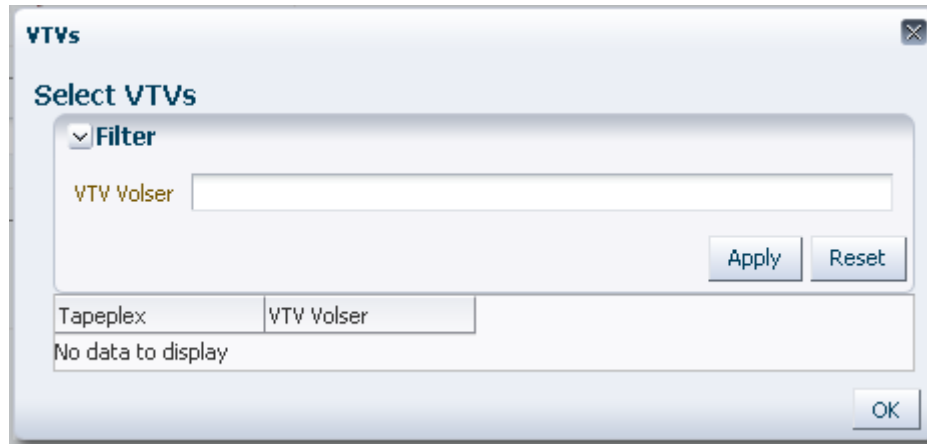 VTVs
Select VTVs
Filter
VTV Volser
Apply Reset
Tapeplex VTV Volser
No data to display
OK